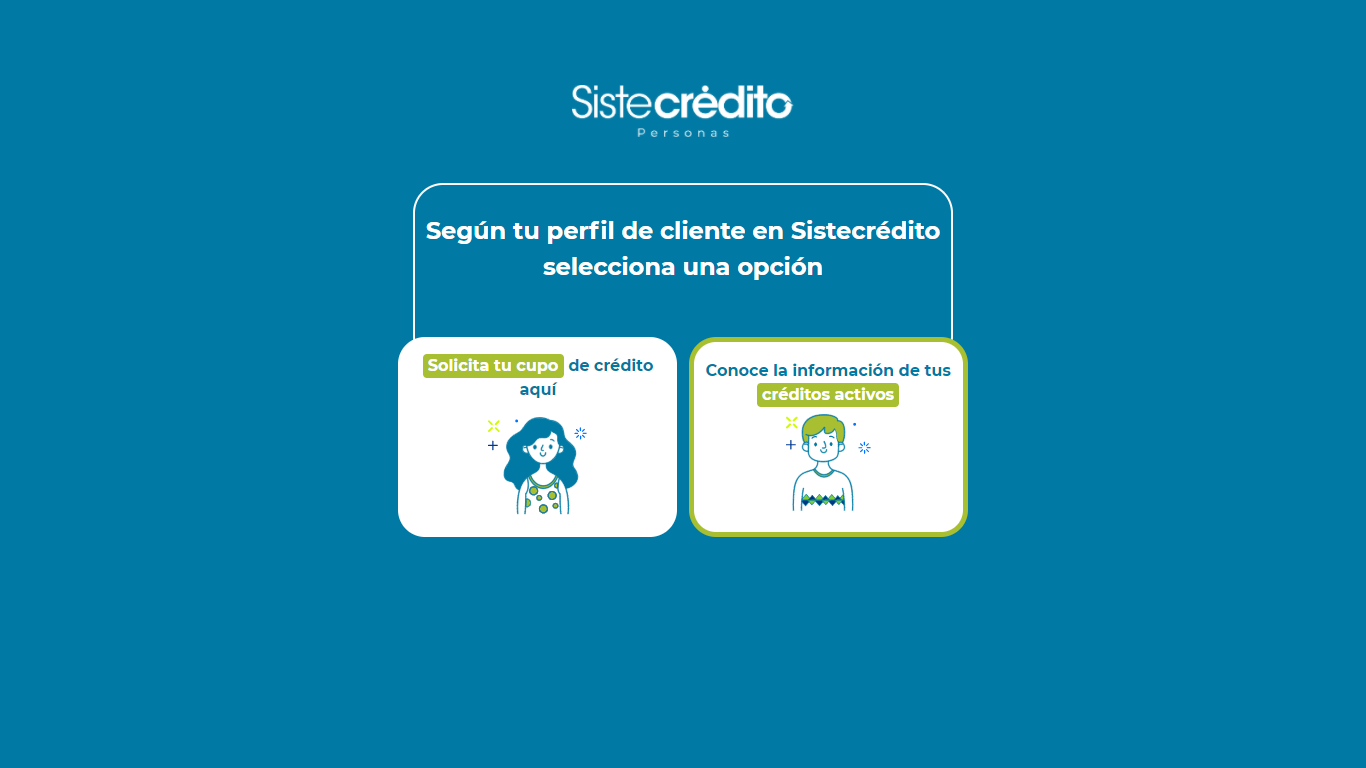 Sistecrédito
Personas
Según tu perfil de cliente en Sistecrédito
selecciona una opción
Solicita tu cupo de crédito
aquí
Conoce la información de tus
créditos activos